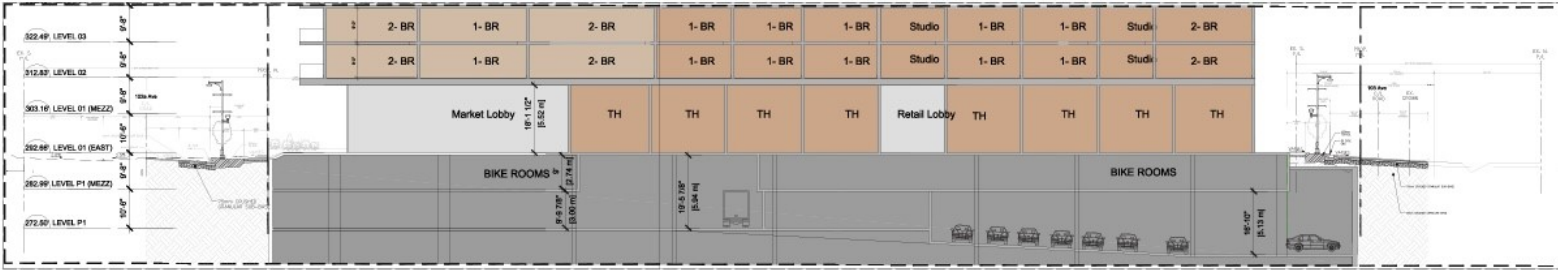 322.49' LEVEL 03
312.83' LEVEL 02
303.16' LEVEL 01 (MEZZ)
292.66' LEVEL 01 (EAST)
282.99' LEVEL P1 (MEZZ)
272.50' LEVEL P1
9'-8"
9'-8"
9'-8"
10'-6"
9'-8"
10'-6"
2- BR 1- BR 2- BR 1- BR 1- BR 1- BR Studio 1- BR 1- BR Studio 2- BR
2- BR 1- BR 2- BR 1- BR 1- BR 1- BR Studio 1- BR 1- BR Studio 2- BR
Market Lobby
18'-1 1/2"
[5.52 m]
TH TH TH TH Retail Lobby TH TH TH TH
BIKE ROOMS
9'
[2.74 m]
9'-9 7/8"
[3.00 m]
19'-5 7/8"
[5.94 m]
BIKE ROOMS
16'-10"
[5.13 m]